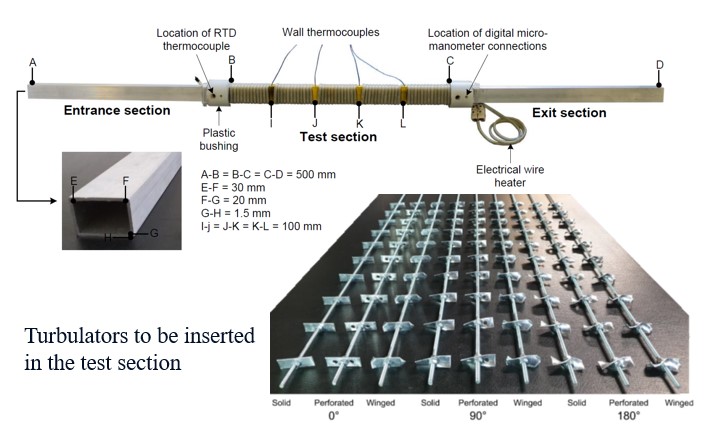 Location of RTD
thermocouple
Wall thermocouples
Location of digital micro-
manometer connections
A
B
C
D
Entrance section
Plastic
bushing
I
J
K
L
Test section
Exit section
Electrical wire
heater
E
F
H
G
A-B = B-C = C-D = 500 mm
E-F = 30 mm
F-G = 20 mm
G-H = 1.5 mm
I-j = J-K = K-L = 100 mm
Turbulators to be inserted
in the test section
Solid Perforated Winged Solid Perforated Winged Solid Perforated Winged
0° 90° 180°